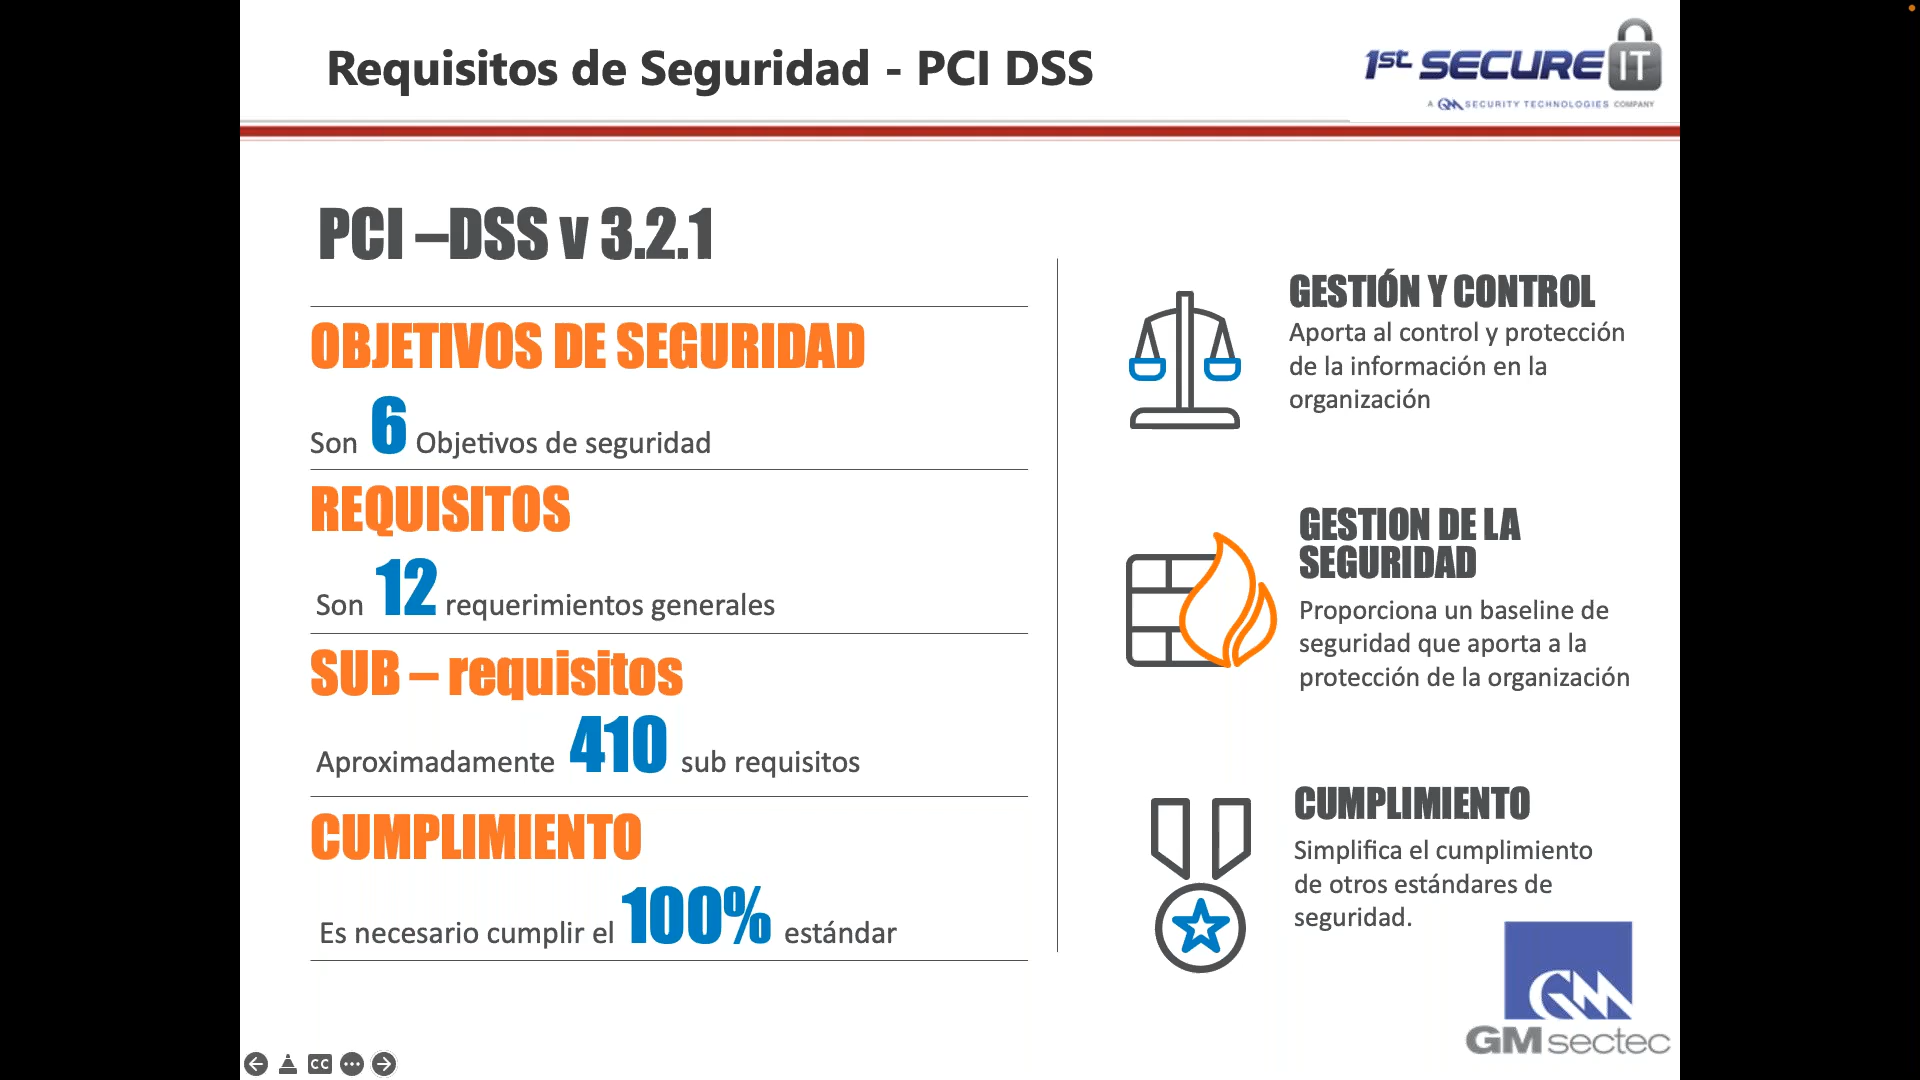 Requisitos de Seguridad - PCI DSS
1st SECURE IT
A GM SECURITY TECHNOLOGIES COMPANY
PCI –DSS v 3.2.1
OBJETIVOS DE SEGURIDAD
Son 6 Objetivos de seguridad
REQUISITOS
Son 12 requerimientos generales
SUB – requisitos
Aproximadamente 410 sub requisitos
CUMPLIMIENTO
Es necesario cumplir el 100% estándar
GESTIÓN Y CONTROL
Aporta al control y protección
de la información en la
organización
GESTION DE LA
SEGURIDAD
Proporciona un baseline de
seguridad que aporta a la
protección de la organización
CUMPLIMIENTO
Simplifica el cumplimiento
de otros estándares de
seguridad.
GM
GM sectec
CC